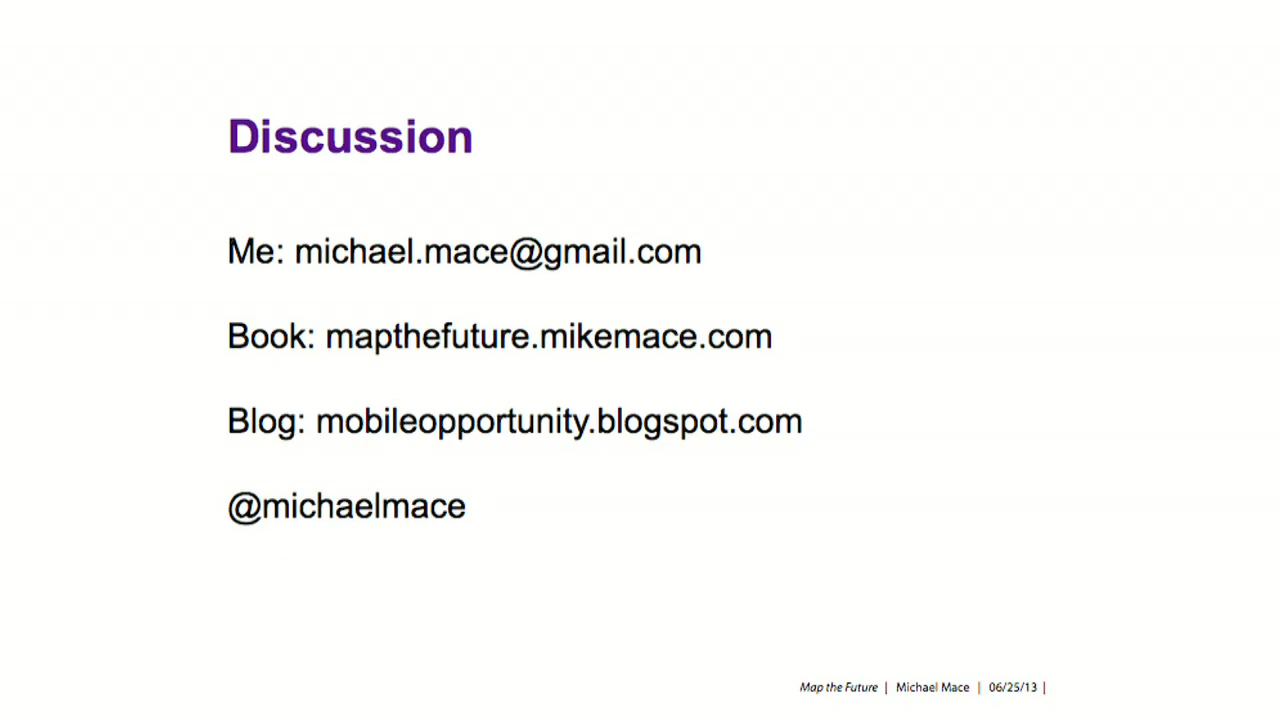 Discussion
Me: michael.mace@gmail.com
Book: mapthefuture.mikemace.com
Blog: mobileopportunity.blogspot.com
@michaelmace
Map the Future | Michael Mace | 06/25/13 |